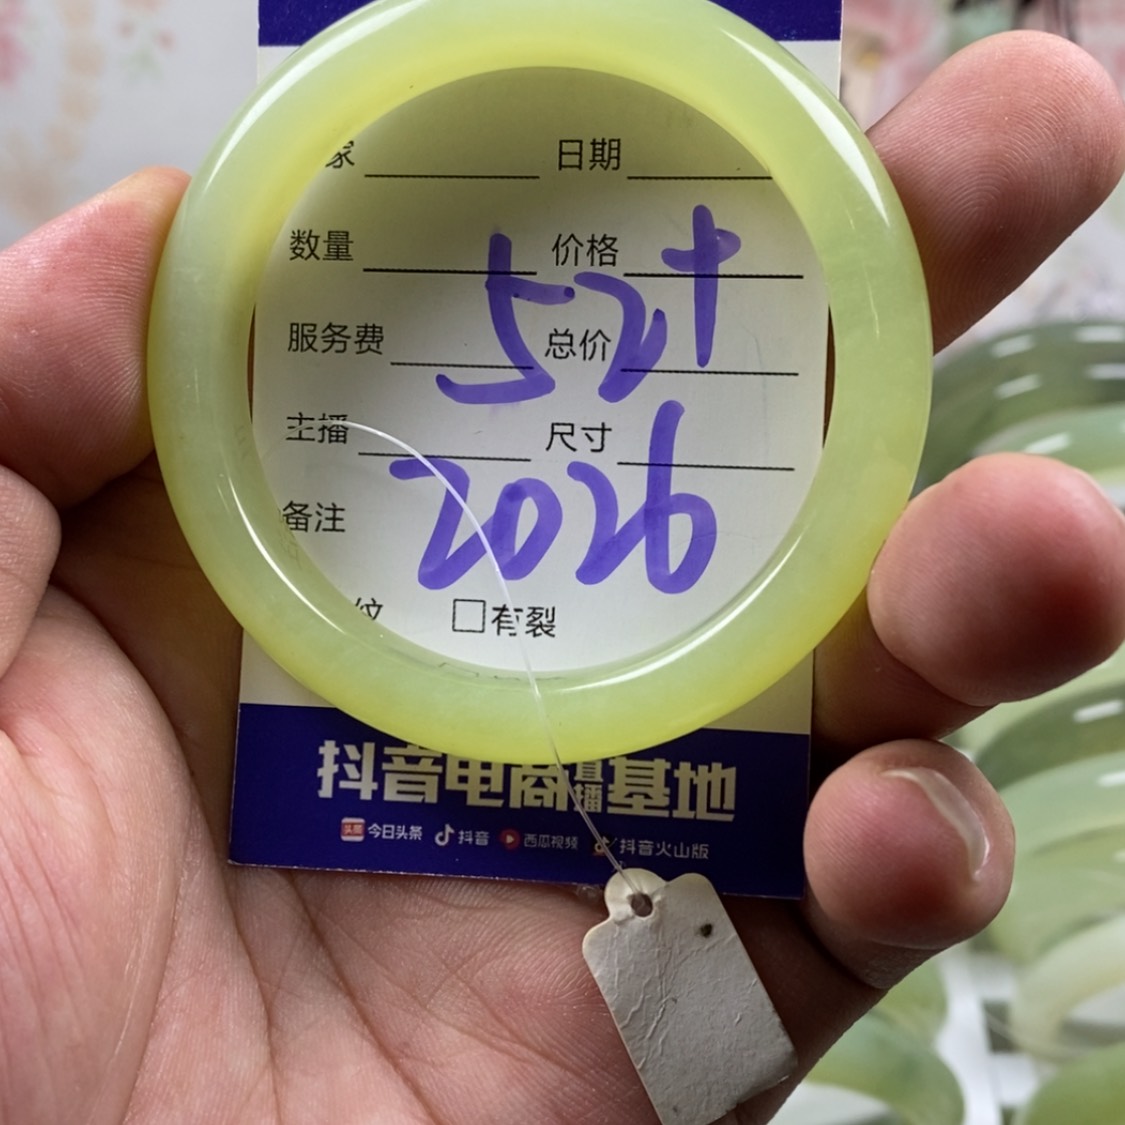 家 日期
数量 价格
52+
服务费 总价
主播 尺寸
2026
备注
纹 □有裂
抖音电商直播基地
头条 今日头条 抖音 西瓜视频 抖音火山版